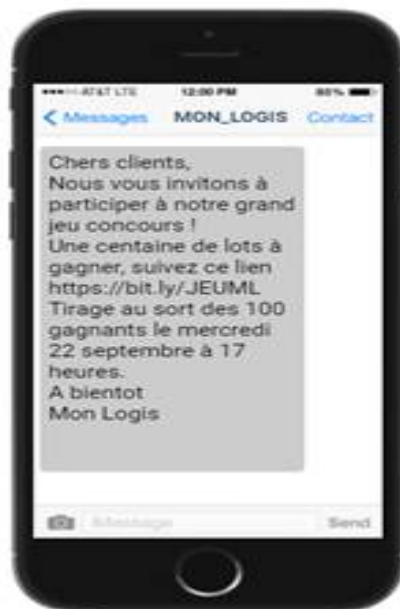 AT&T LTE 12:00 PM 80%
Messages MON_LOGIS Contact
Chers clients,
Nous vous invitons à
participer à notre grand
jeu concours !
Une centaine de lots à
gagner, suivez ce lien
https://bit.ly/JEUML
Tirage au sort des 100
gagnants le mercredi
22 septembre à 17
heures.
A bientot
Mon Logis
Message Send